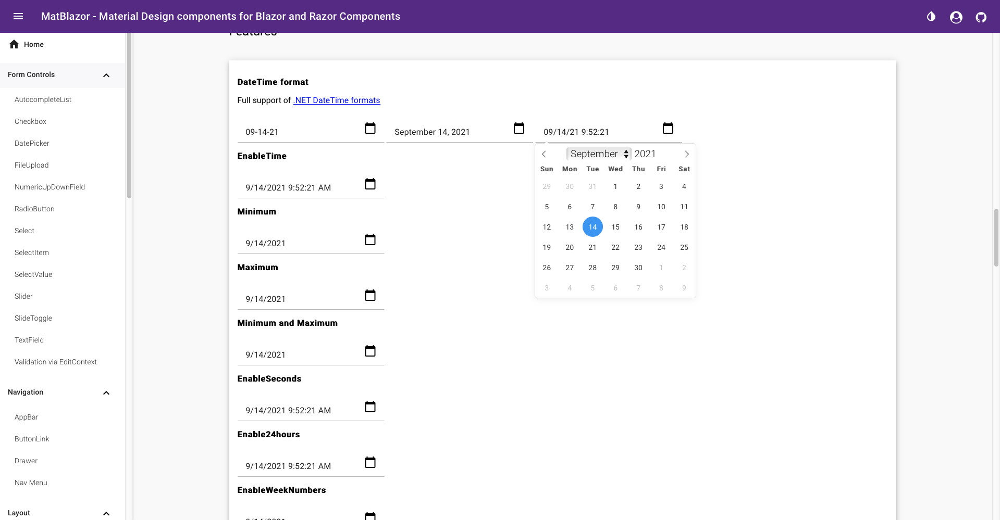 MatBlazor - Material Design components for Blazor and Razor Components
Home
Form Controls
AutocompleteList
Checkbox
DatePicker
FileUpload
NumericUpDownField
RadioButton
Select
SelectItem
SelectValue
Slider
SlideToggle
TextField
Validation via EditContext
Navigation
AppBar
ButtonLink
Drawer
Nav Menu
Layout
Features
DateTime format
Full support of .NET DateTime formats
09-14-21 September 14, 2021 09/14/21 9:52:21
EnableTime
9/14/2021 9:52:21 AM
Minimum
9/14/2021
Maximum
9/14/2021
Minimum and Maximum
9/14/2021
EnableSeconds
9/14/2021 9:52:21 AM
Enable24hours
9/14/2021 9:52:21 AM
EnableWeekNumbers
9/14/2021
September 2021
Sun Mon Tue Wed Thu Fri Sat
29 30 31 1 2 3 4
5 6 7 8 9 10 11
12 13 14 15 16 17 18
19 20 21 22 23 24 25
26 27 28 29 30 1 2
3 4 5 6 7 8 9